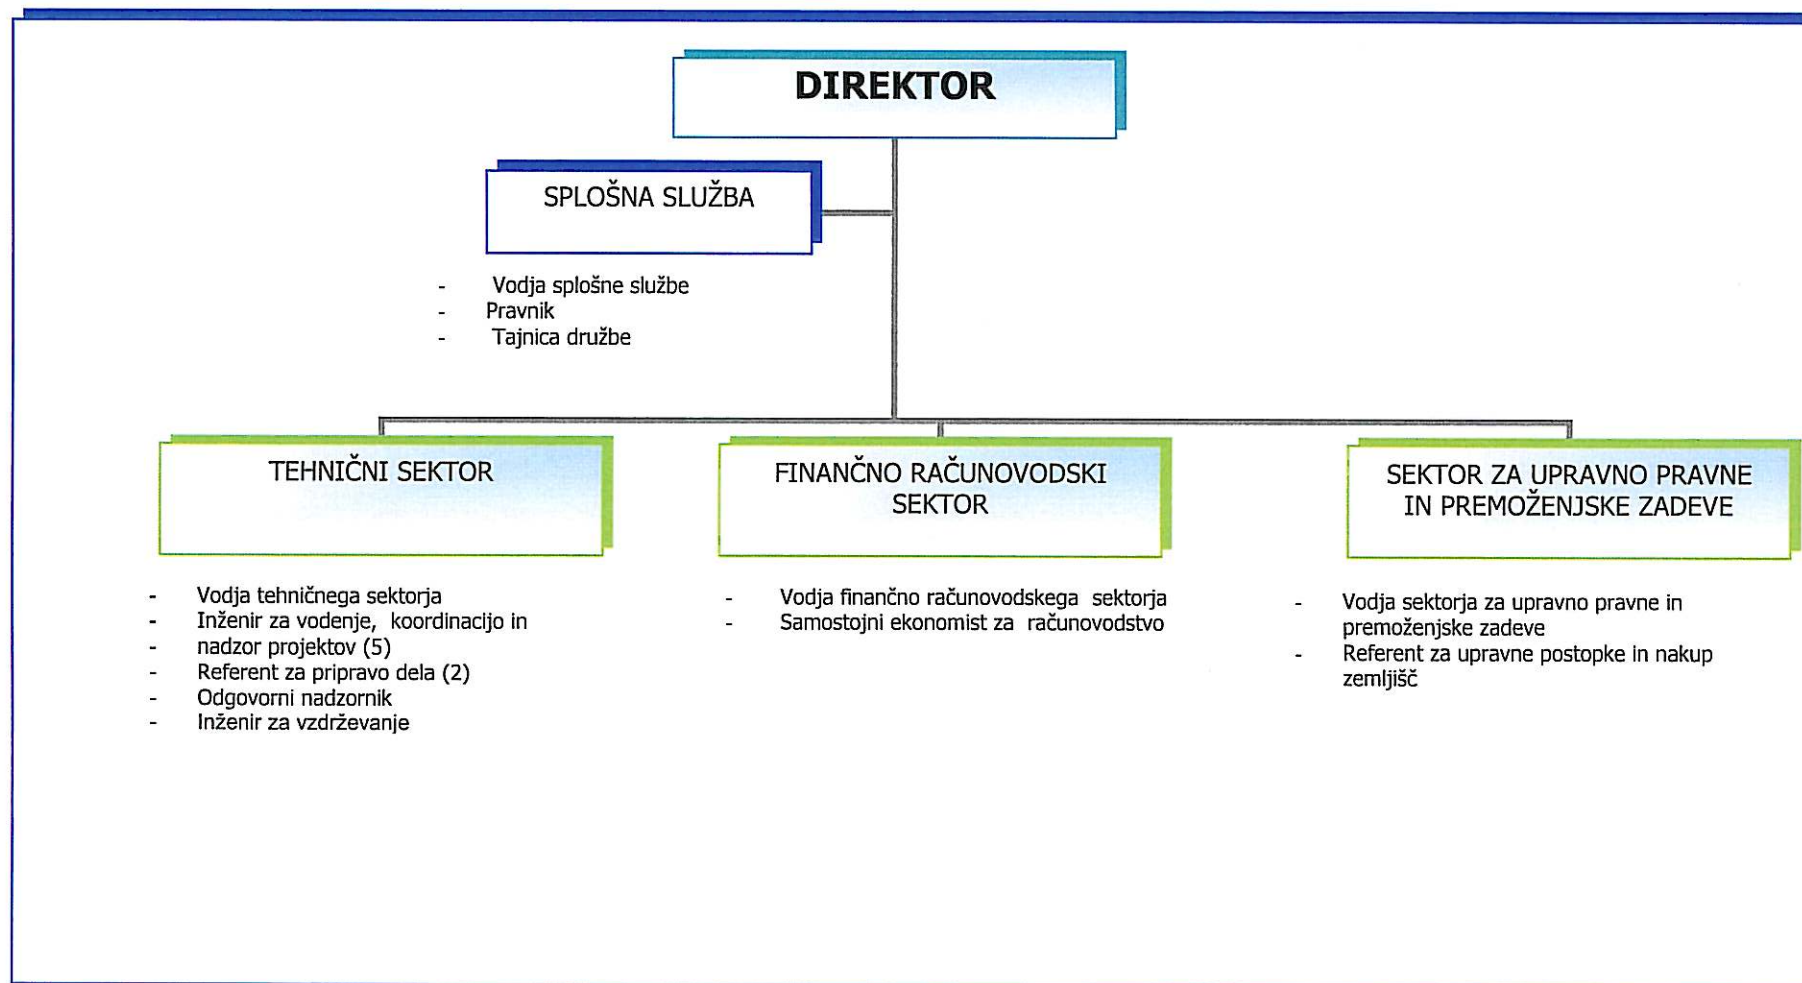 DIREKTOR
SPLOŠNA SLUŽBA
- Vodja splošne službe
- Pravnik
- Tajnica družbe
TEHNIČNI SEKTOR
- Vodja tehničnega sektorja
- Inženir za vodenje, koordinacijo in
- nadzor projektov (5)
- Referent za pripravo dela (2)
- Odgovorni nadzornik
- Inženir za vzdrževanje
FINANČNO RAČUNOVODSKI
SEKTOR
- Vodja finančno računovodskega sektorja
- Samostojni ekonomist za računovodstvo
SEKTOR ZA UPRAVNO PRAVNE
IN PREMOŽENJSKE ZADEVE
- Vodja sektorja za upravno pravne in
premoženjske zadeve
- Referent za upravne postopke in nakup
zemljišč